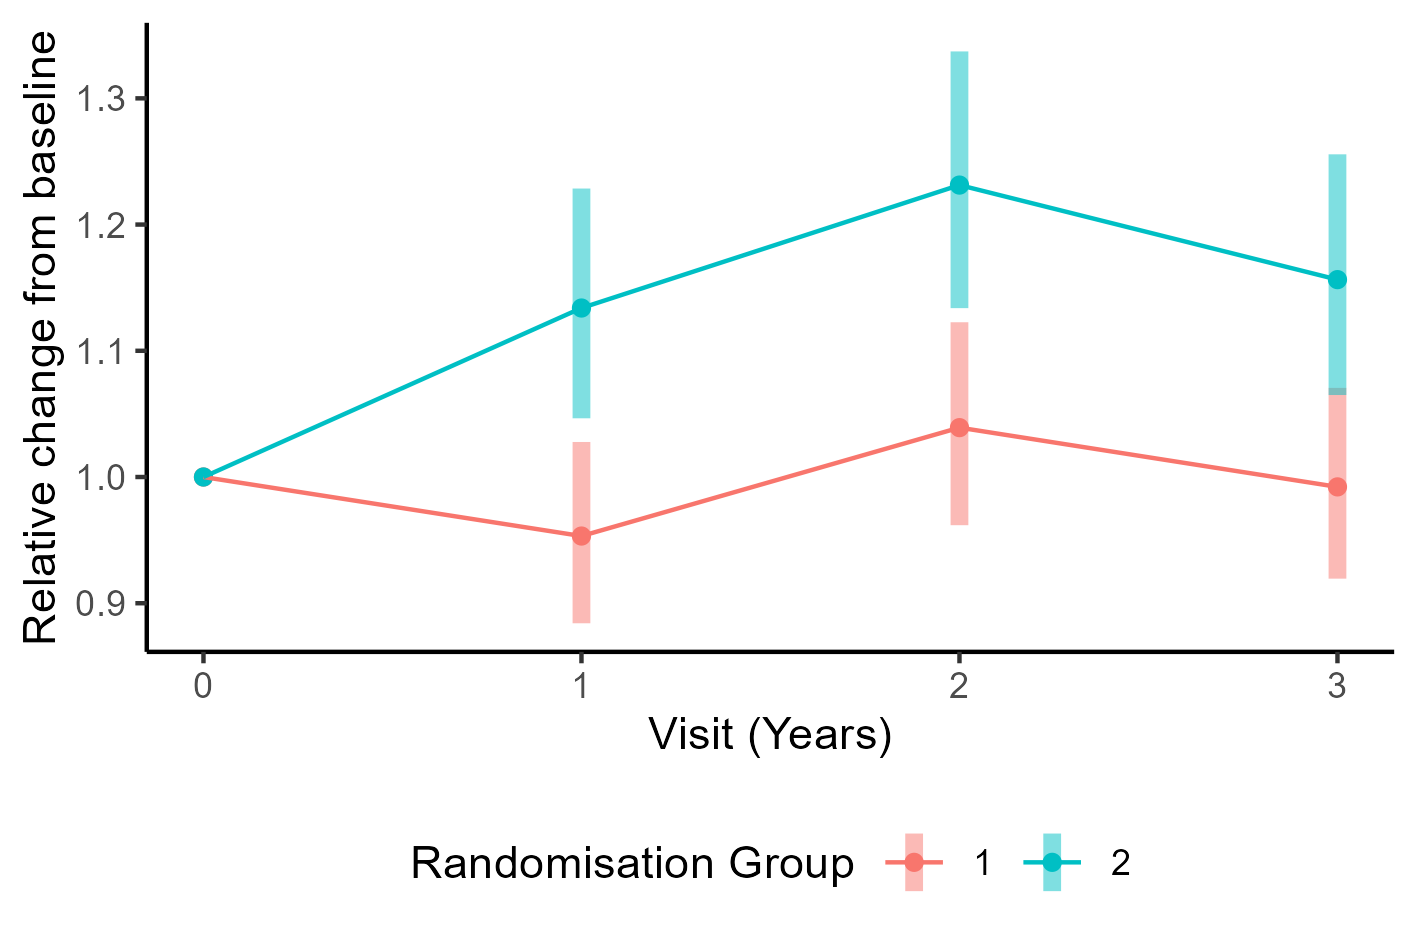 Relative change from baseline
1.3
1.2
1.1
1.0
0.9
0 1 2 3
Visit (Years)
Randomisation Group 1 2